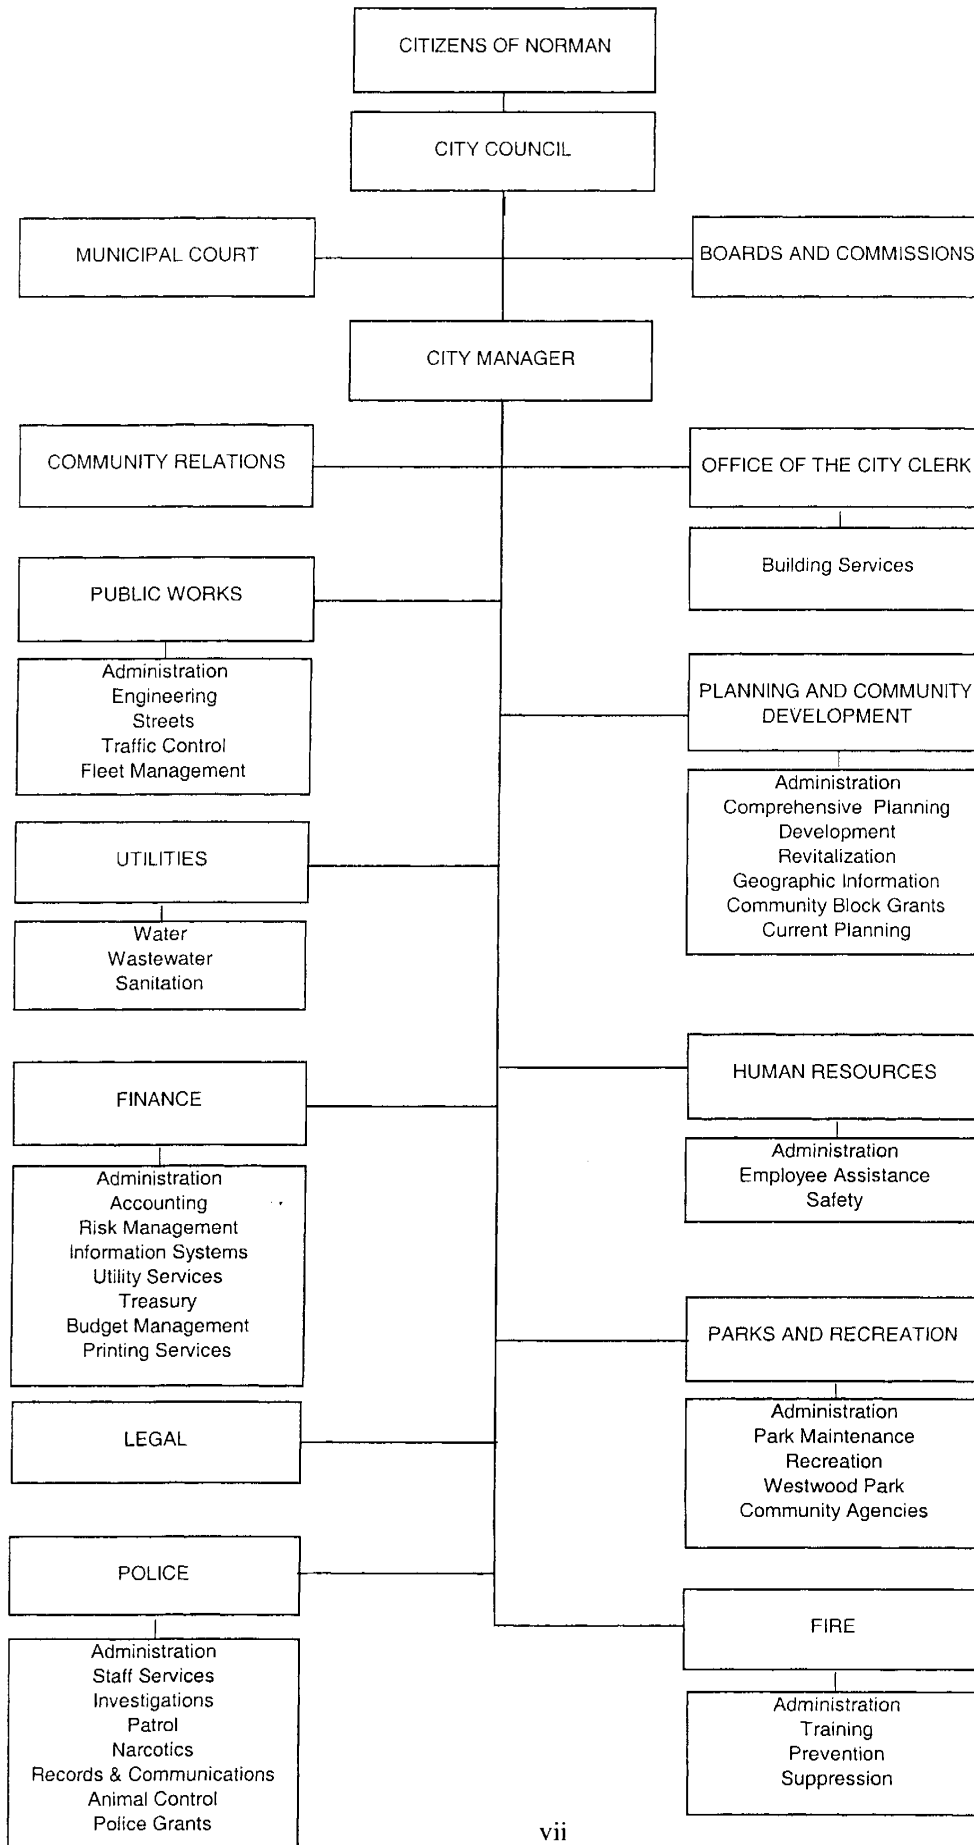 CITIZENS OF NORMAN
CITY COUNCIL
MUNICIPAL COURT
BOARDS AND COMMISSIONS
CITY MANAGER
COMMUNITY RELATIONS
OFFICE OF THE CITY CLERK
Building Services
PUBLIC WORKS
Administration
Engineering
Streets
Traffic Control
Fleet Management
PLANNING AND COMMUNITY
DEVELOPMENT
Administration
Comprehensive Planning
Development
Revitalization
Geographic Information
Community Block Grants
Current Planning
UTILITIES
Water
Wastewater
Sanitation
HUMAN RESOURCES
Administration
Employee Assistance
Safety
FINANCE
Administration
Accounting
Risk Management
Information Systems
Utility Services
Treasury
Budget Management
Printing Services
PARKS AND RECREATION
Administration
Park Maintenance
Recreation
Westwood Park
Community Agencies
LEGAL
POLICE
Administration
Staff Services
Investigations
Patrol
Narcotics
Records & Communications
Animal Control
Police Grants
FIRE
Administration
Training
Prevention
Suppression
vii